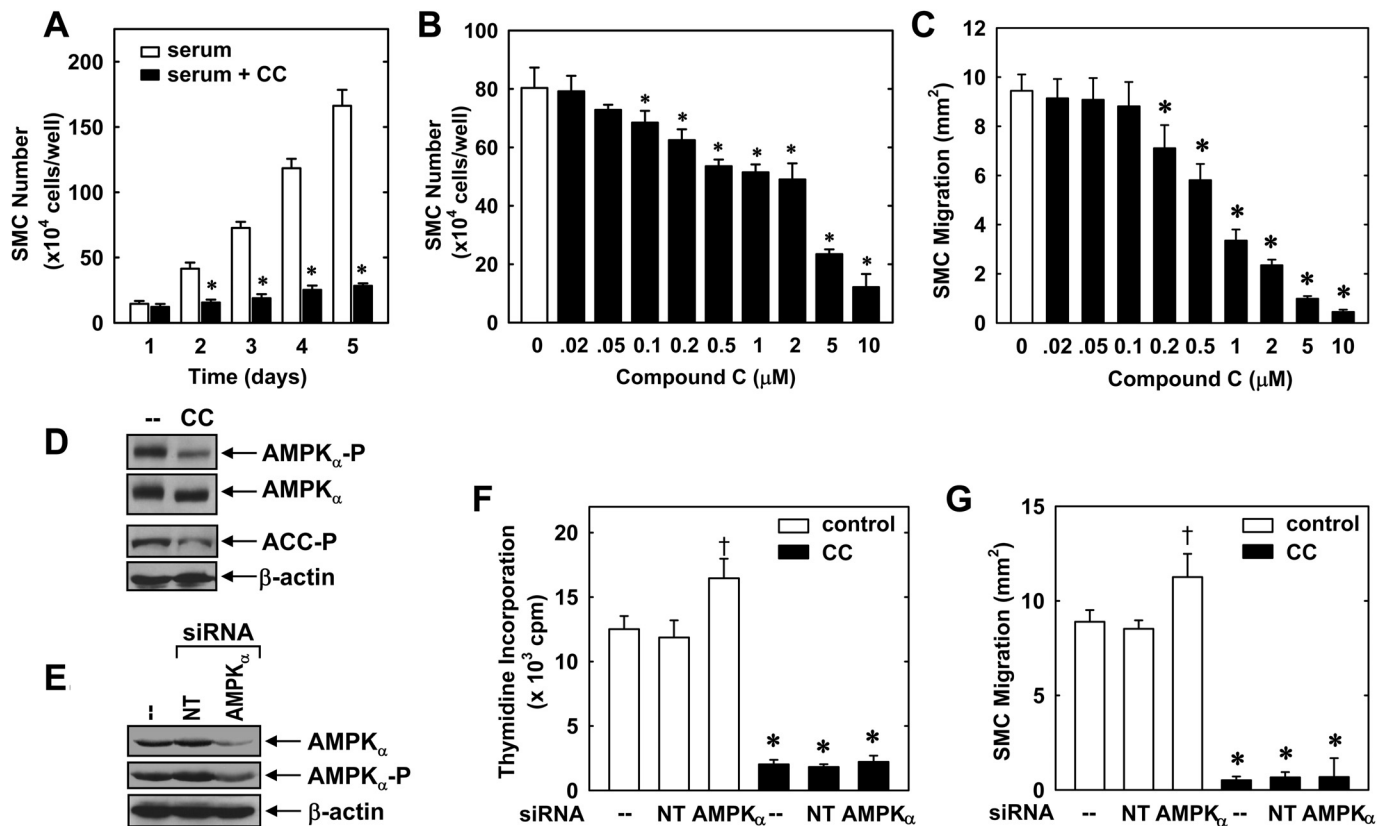 A
SMC Number
(x10⁴ cells/well)
200
150
100
50
0
serum
serum + CC
* * * *
1 2 3 4 5
Time (days)
B
SMC Number
(x10⁴ cells/well)
80
60
40
20
0
* * * * * * *
0 .02 .05 0.1 0.2 0.5 1 2 5 10
Compound C (μM)
C
SMC Migration (mm²)
12
10
8
6
4
2
0
* * * * * *
0 .02 .05 0.1 0.2 0.5 1 2 5 10
Compound C (μM)
D
-- CC
AMPKα-P
AMPKα
ACC-P
β-actin
E
siRNA
-- NT AMPKα
AMPKα
AMPKα-P
β-actin
F
Thymidine Incorporation
(x 10³ cpm)
20
15
10
5
0
control
CC
†
* * *
siRNA -- NT AMPKα -- NT AMPKα
G
SMC Migration (mm²)
15
10
5
0
control
CC
†
* * *
siRNA -- NT AMPKα -- NT AMPKα